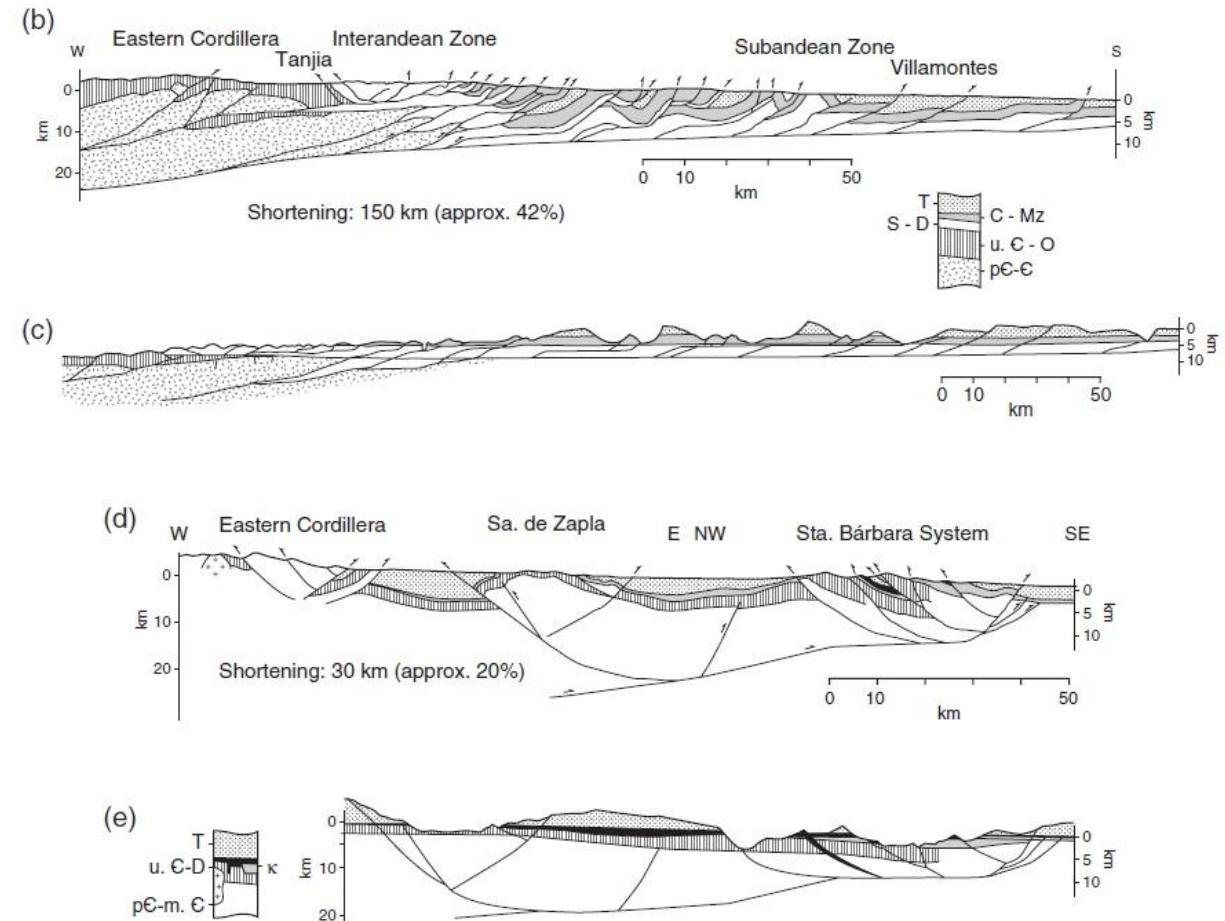 (b)
W
Eastern Cordillera
Interandean Zone
Tanjia
Subandean Zone
Villamontes
S
0
10
20
km
0
5
10
km
0 10 50
km
Shortening: 150 km (approx. 42%)
T
S - D
C - Mz
u. Є - O
pЄ-Є
(c)
0
5
10
km
0 10 50
km
(d)
W
Eastern Cordillera
Sa. de Zapla
E NW
Sta. Bárbara System
SE
0
10
20
km
0
5
10
km
Shortening: 30 km (approx. 20%)
0 10 50
km
(e)
T
u. Є-D
K
pЄ-m. Є
0
10
20
km
0
5
10
km